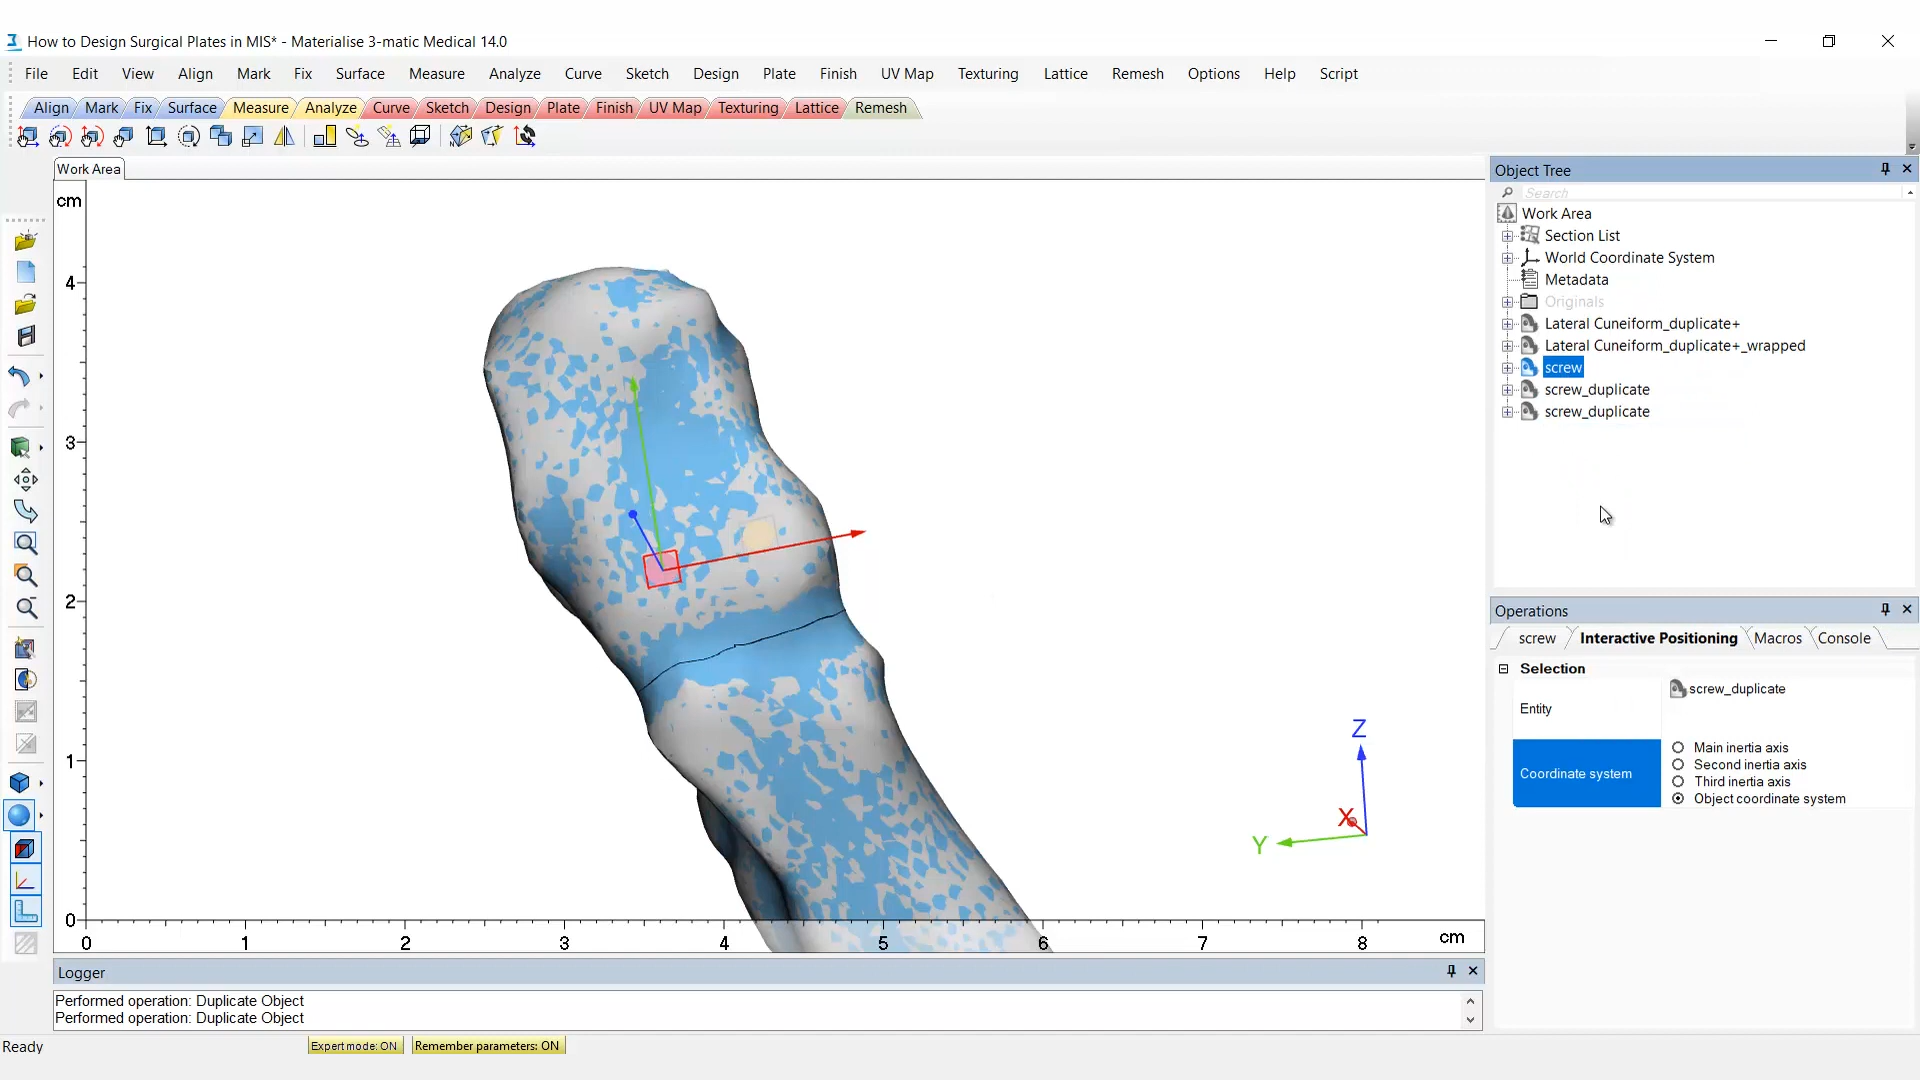 How to Design Surgical Plates in MIS* - Materialise 3-matic Medical 14.0
File Edit View Align Mark Fix Surface Measure Analyze Curve Sketch Design Plate Finish UV Map Texturing Lattice Remesh Options Help Script
Align Mark Fix Surface Measure Analyze Curve Sketch Design Plate Finish UV Map Texturing Lattice Remesh
Work Area
cm
4
3
2
1
0
0 1 2 3 4 5 6 7 8 cm
Z
X
Y
Object Tree
Search
Work Area
Section List
World Coordinate System
Metadata
Originals
Lateral Cuneiform_duplicate+
Lateral Cuneiform_duplicate+_wrapped
screw
screw_duplicate
screw_duplicate
Operations
screw Interactive Positioning Macros Console
Selection
Entity screw_duplicate
Coordinate system
Main inertia axis
Second inertia axis
Third inertia axis
Object coordinate system
Logger
Performed operation: Duplicate Object
Performed operation: Duplicate Object
Ready Expert mode: ON Remember parameters: ON